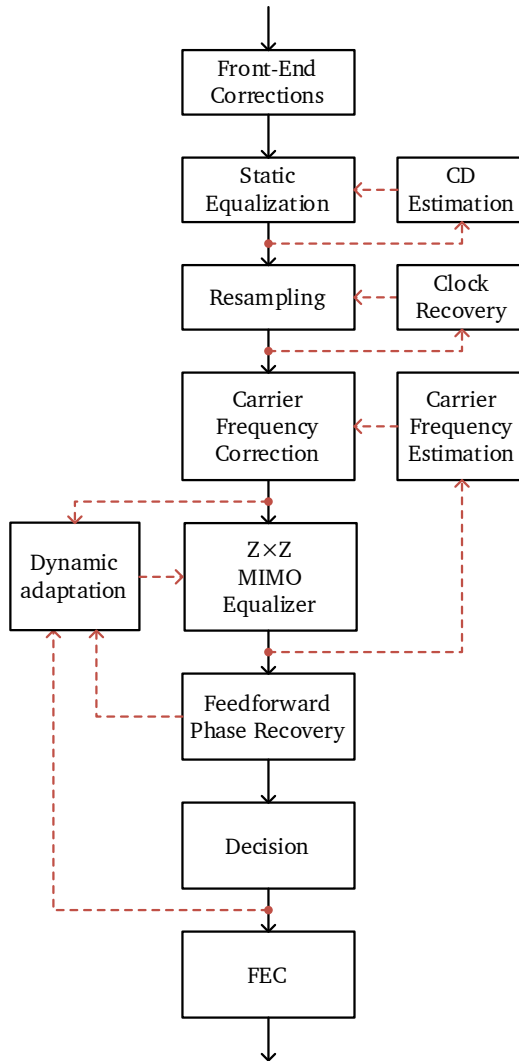 Front-End
Corrections
Static
Equalization
CD
Estimation
Resampling
Clock
Recovery
Carrier
Frequency
Correction
Carrier
Frequency
Estimation
Dynamic
adaptation
Z×Z
MIMO
Equalizer
Feedforward
Phase Recovery
Decision
FEC